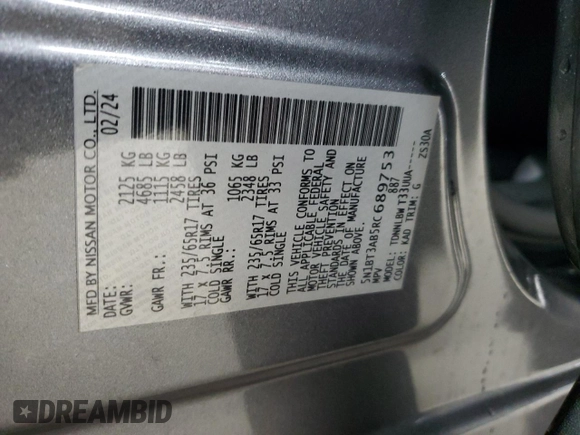 MFD BY NISSAN MOTOR CO., LTD.
DATE: 02/24
GVWR: 2125 KG
4685 LB
GAWR FR.: 1115 KG
2458 LB
WITH 235/65R17 TIRES
17 X 7.5 RIMS AT 36 PSI
COLD SINGLE
GAWR RR.: 1065 KG
2348 LB
WITH 235/65R17 TIRES
17 X 7.5 RIMS AT 33 PSI
COLD SINGLE
THIS VEHICLE CONFORMS TO
ALL APPLICABLE FEDERAL
MOTOR VEHICLE SAFETY AND
THEFT PREVENTION
STANDARDS IN EFFECT ON
THE DATE OF MANUFACTURE
SHOWN ABOVE.
5N1BT3AB5RC689753
MPV 887
MODEL: TDNNLBWT33UUA------
COLOR: KAD TRIM: G ZS30A
DREAMBID